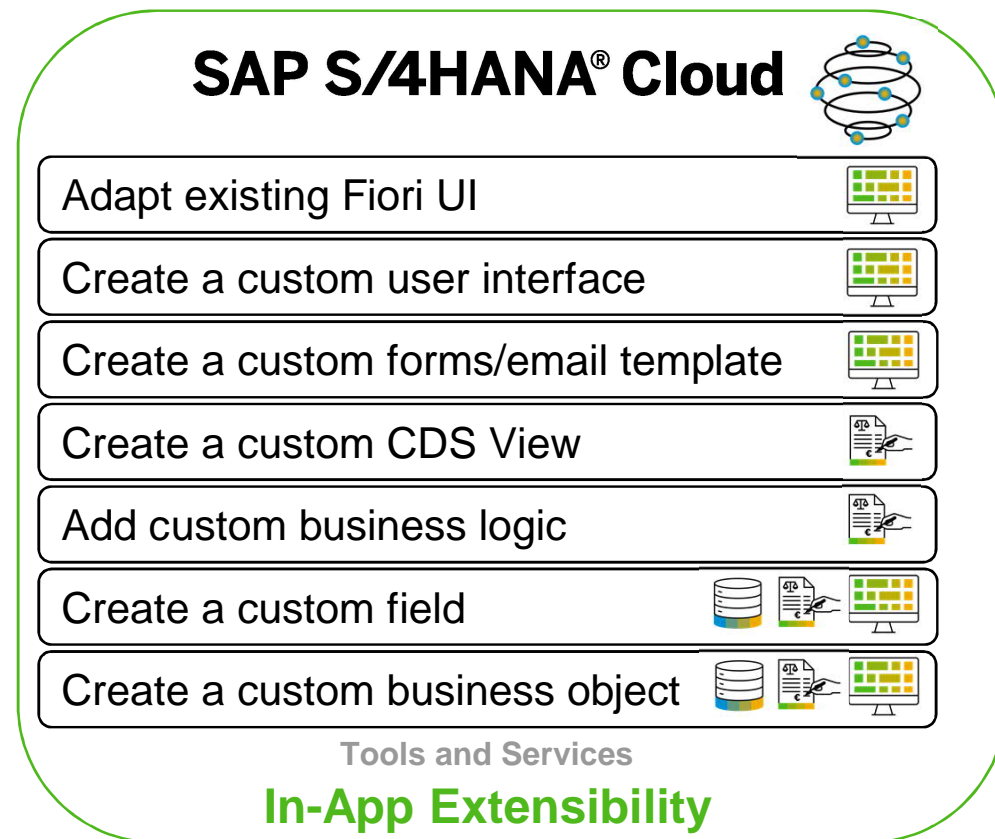 SAP S/4HANA® Cloud
Adapt existing Fiori UI
Create a custom user interface
Create a custom forms/email template
Create a custom CDS View
Add custom business logic
Create a custom field
Create a custom business object
Tools and Services
In-App Extensibility